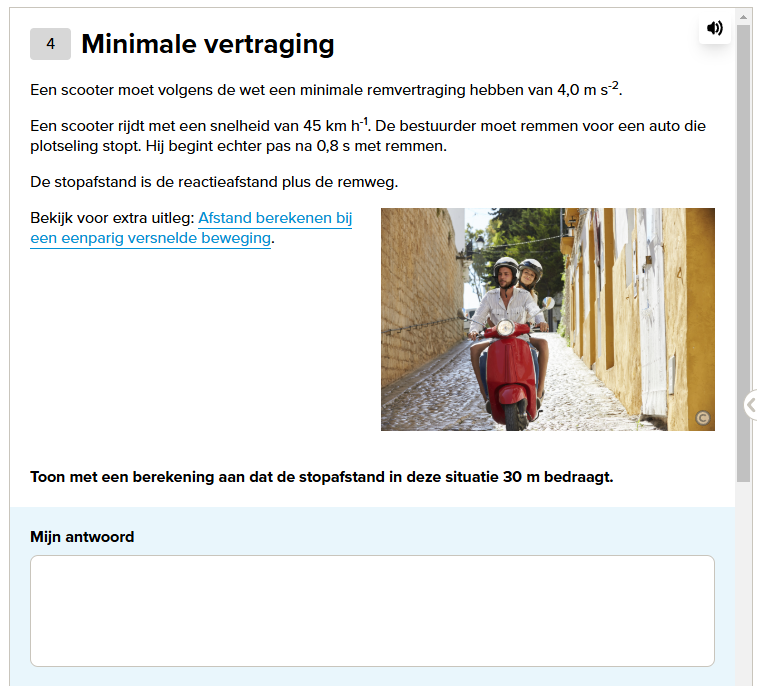 4 Minimale vertraging
Een scooter moet volgens de wet een minimale remvertraging hebben van 4,0 m s⁻².
Een scooter rijdt met een snelheid van 45 km h⁻¹. De bestuurder moet remmen voor een auto die
plotseling stopt. Hij begint echter pas na 0,8 s met remmen.
De stopafstand is de reactieafstand plus de remweg.
Bekijk voor extra uitleg: Afstand berekenen bij
een eenparig versnelde beweging.
©
Toon met een berekening aan dat de stopafstand in deze situatie 30 m bedraagt.
Mijn antwoord